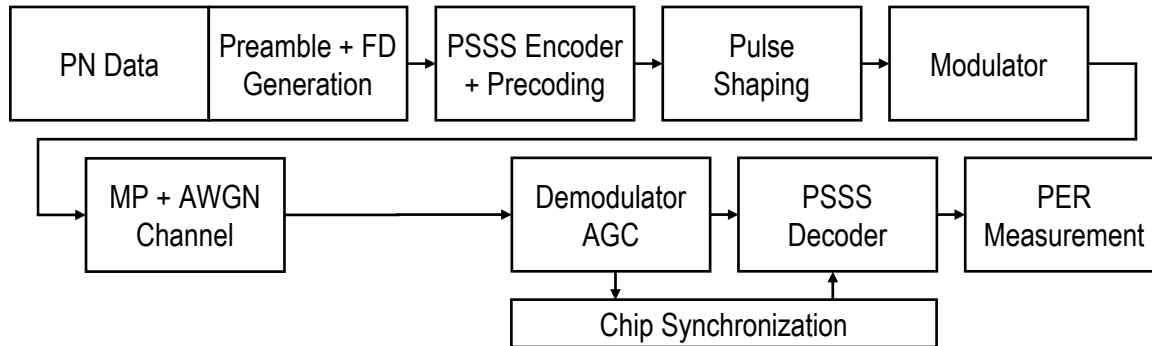 PN Data
Preamble + FD
Generation
PSSS Encoder
+ Precoding
Pulse
Shaping
Modulator
MP + AWGN
Channel
Demodulator
AGC
PSSS
Decoder
PER
Measurement
Chip Synchronization